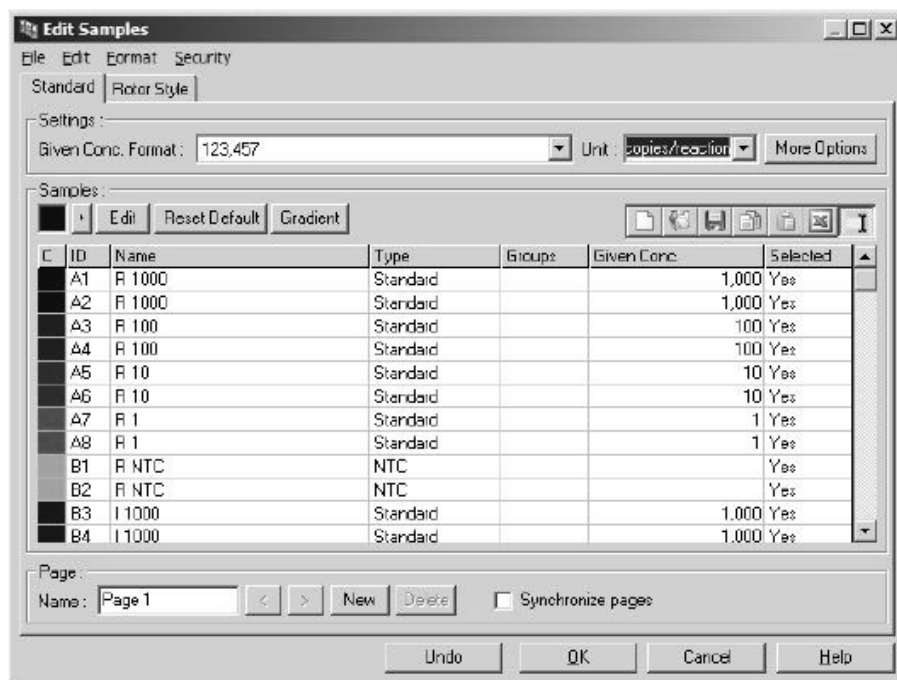 Edit Samples
File Edit Format Security
Standard Rotor Style
Settings :
Given Conc. Format : 123,457 Unit : copies/reaction More Options
Samples :
Edit Reset Default Gradient
C ID Name Type Groups Given Conc. Selected
A1 R 1000 Standard 1,000 Yes
A2 R 1000 Standard 1,000 Yes
A3 R 100 Standard 100 Yes
A4 R 100 Standard 100 Yes
A5 R 10 Standard 10 Yes
A6 R 10 Standard 10 Yes
A7 R 1 Standard 1 Yes
A8 R 1 Standard 1 Yes
B1 R NTC NTC Yes
B2 R NTC NTC Yes
B3 I 1000 Standard 1,000 Yes
B4 I 1000 Standard 1,000 Yes
Page :
Name : Page 1 < > New Delete Synchronize pages
Undo OK Cancel Help